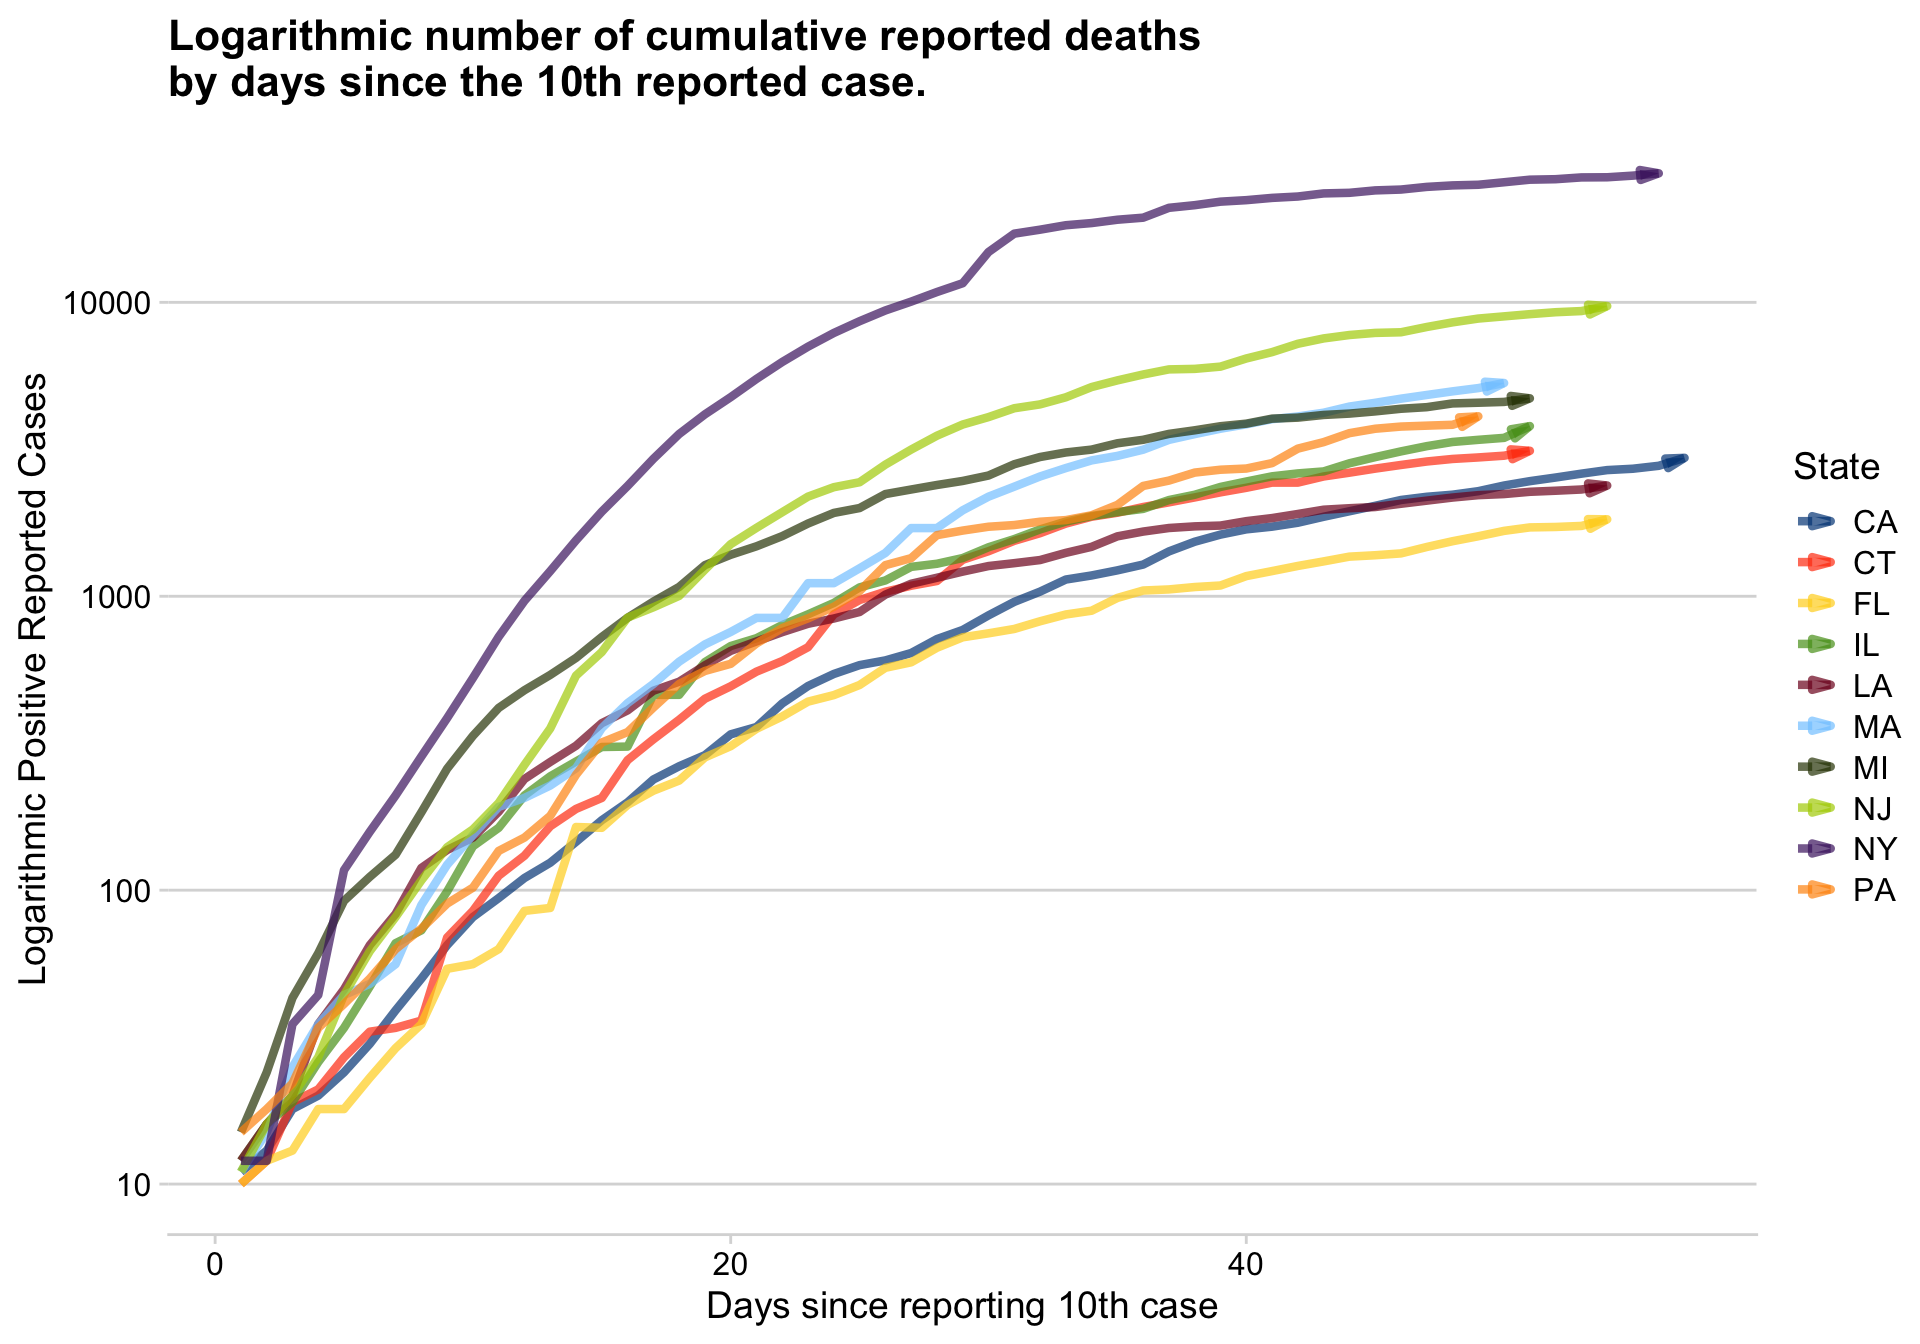 Logarithmic number of cumulative reported deaths
by days since the 10th reported case.
Logarithmic Positive Reported Cases
10000
1000
100
10
0
20
40
Days since reporting 10th case
State
CA
CT
FL
IL
LA
MA
MI
NJ
NY
PA